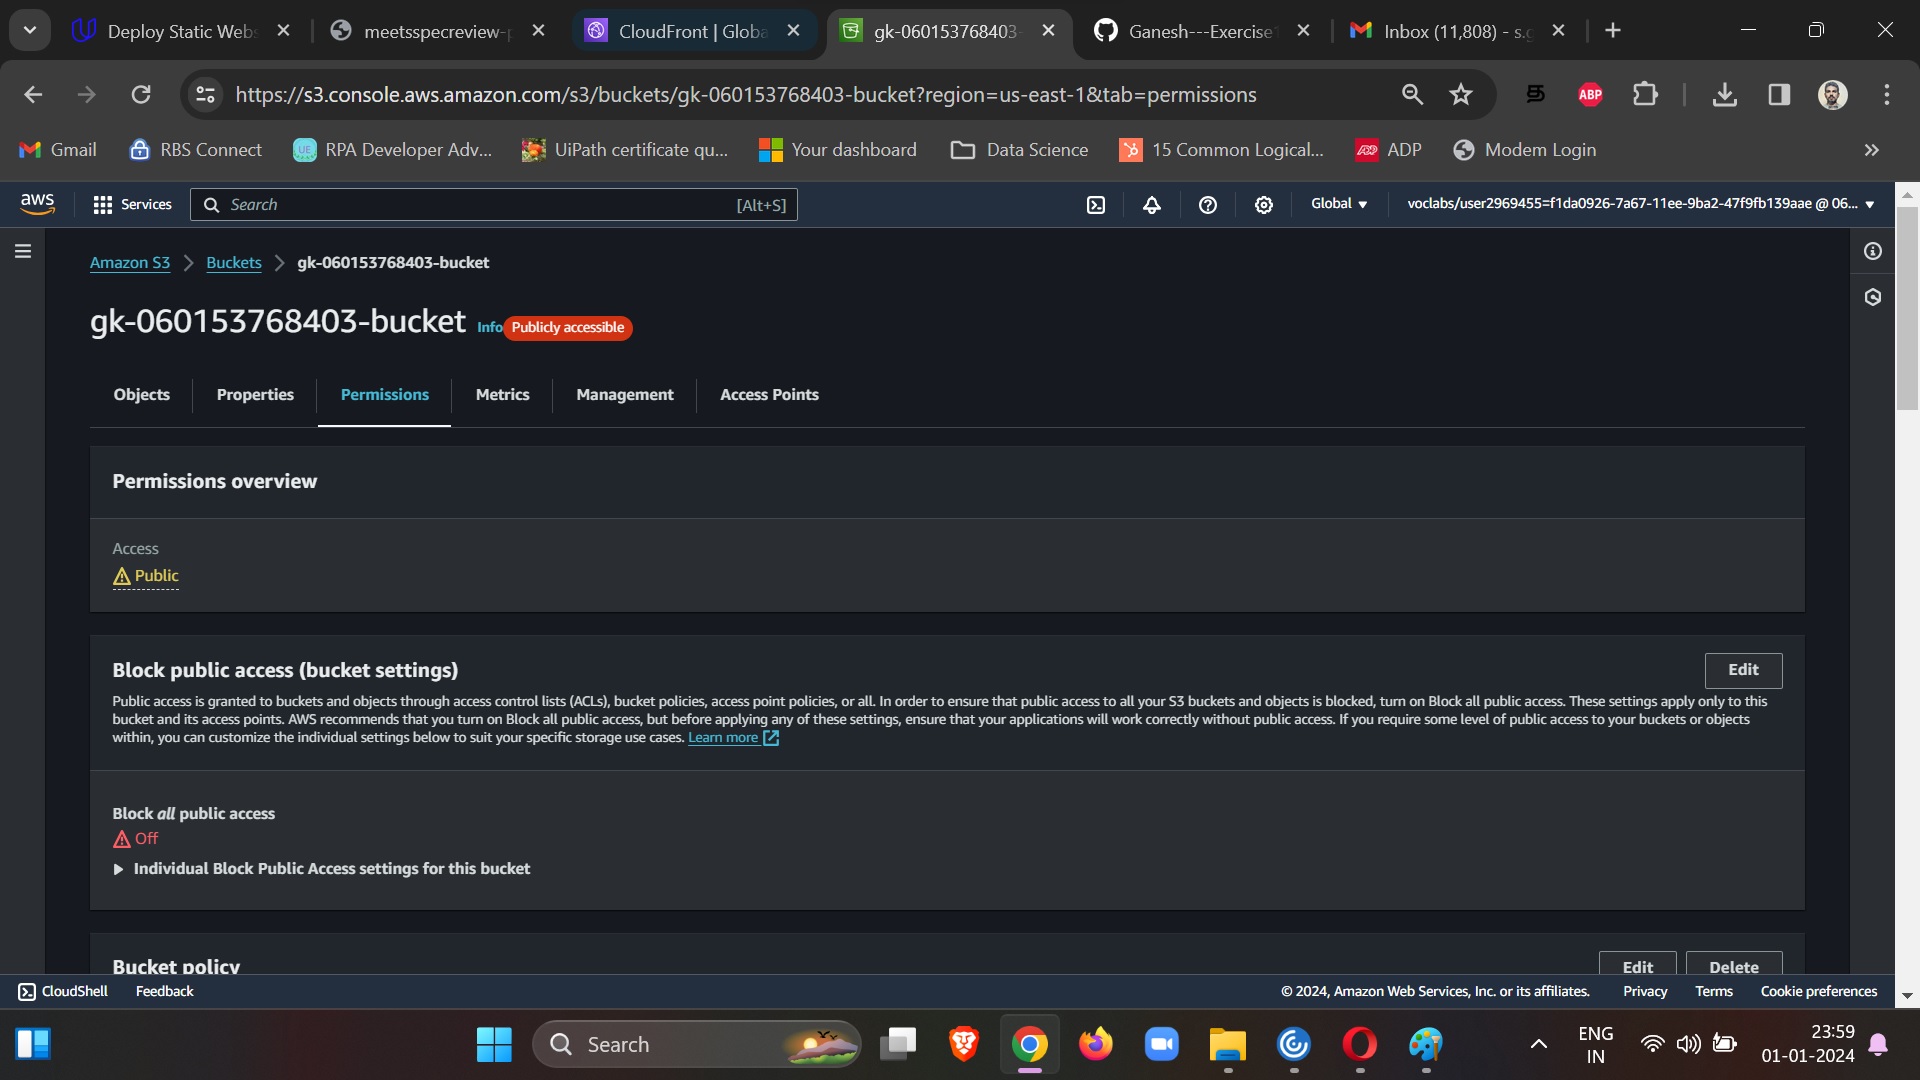 Deploy Static Webs
meetsspecreview-p
CloudFront | Globa
gk-060153768403-
Ganesh---Exercise1
Inbox (11,808) - s.g
https://s3.console.aws.amazon.com/s3/buckets/gk-060153768403-bucket?region=us-east-1&tab=permissions
ABP
Gmail
RBS Connect
UE
RPA Developer Adv...
UiPath certificate qu...
Your dashboard
Data Science
15 Common Logical...
ADP
Modem Login
aws
Services
Search
[Alt+S]
Global
voclabs/user2969455=f1da0926-7a67-11ee-9ba2-47f9fb139aae @ 06...
Amazon S3
Buckets
gk-060153768403-bucket
gk-060153768403-bucket
Info
Publicly accessible
Objects
Properties
Permissions
Metrics
Management
Access Points
Permissions overview
Access
Public
Block public access (bucket settings)
Edit
Public access is granted to buckets and objects through access control lists (ACLs), bucket policies, access point policies, or all. In order to ensure that public access to all your S3 buckets and objects is blocked, turn on Block all public access. These settings apply only to this
bucket and its access points. AWS recommends that you turn on Block all public access, but before applying any of these settings, ensure that your applications will work correctly without public access. If you require some level of public access to your buckets or objects
within, you can customize the individual settings below to suit your specific storage use cases. Learn more
Block all public access
Off
Individual Block Public Access settings for this bucket
Bucket policy
Edit
Delete
CloudShell
Feedback
© 2024, Amazon Web Services, Inc. or its affiliates.
Privacy
Terms
Cookie preferences
Search
ENG
IN
23:59
01-01-2024